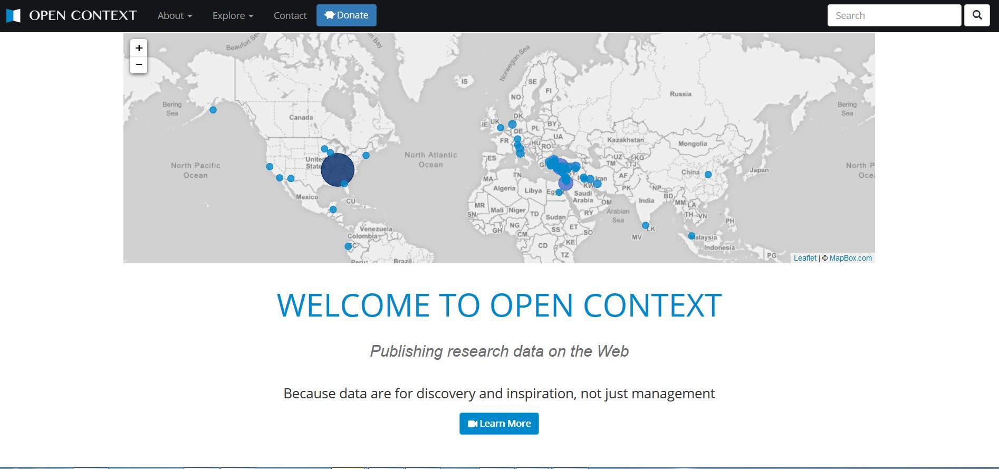 OPEN CONTEXT
About
Explore
Contact
Donate
Search
+
−
Beaufort Sea
Bay
Norwegian Sea
IS
SE
FI
NO
Russia
Bering
Sea
Bering
Sea
Canada
DK
IE
UK
DE
PL
BY
UA
FR
HU
RO
Kazakhstan
Mongolia
North Pacific
Ocean
United
States
North Atlantic
Ocean
ES
UZ
KG
TM
TJ
China
Japan
North P
TN
MA
Algeria
Libya
Egypt
Iran
KW
AF
PK
NP
BD
Mexico
CU
Saudi
Arabia
OM
India
MM
LA
MR
Mali
Niger
TD
Sudan
RY
Arabian
Sea
TH
VN
PH
SN
GH
NG
CM
SS
ET
SO
MV
LK
Venezuela
Colombia
EC
CD
KE
TZ
Malaysia
Indonesia
PG
Peru
Brazil
Leaflet | © MapBox.com
WELCOME TO OPEN CONTEXT
Publishing research data on the Web
Because data are for discovery and inspiration, not just management
Learn More